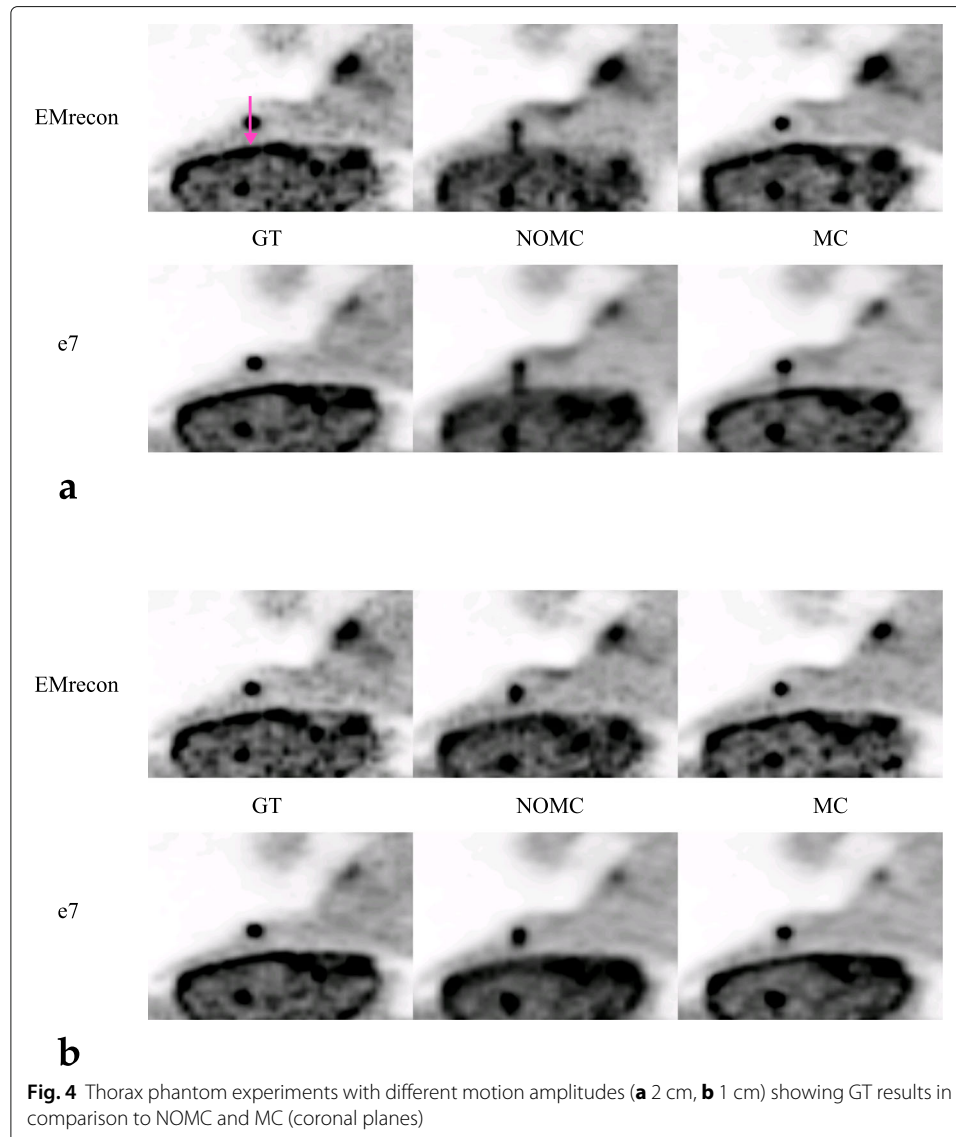 EMrecon
GT NOMC MC
e7
a
EMrecon
GT NOMC MC
e7
b
Fig. 4 Thorax phantom experiments with different motion amplitudes (a 2 cm, b 1 cm) showing GT results in
comparison to NOMC and MC (coronal planes)